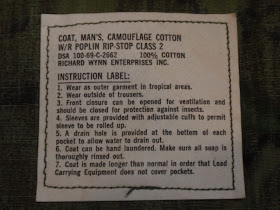 COAT, MAN'S, CAMOUFLAGE COTTON
W/R POPLIN RIP-STOP CLASS 2
DSA 100-69-C-2662 100% COTTON
RICHARD WYNN ENTERPRISES INC.
INSTRUCTION LABEL:
1. Wear as outer garment in tropical areas.
2. Wear outside of trousers.
3. Front closure can be opened for ventilation and
should be closed for protection against insects.
4. Sleeves are provided with adjustable cuffs to permit
sleeve to be rolled up.
5. A drain hole is provided at the bottom of each
pocket to allow water to drain out.
6. Coat can be hand laundered. Make sure all soap is
thoroughly rinsed out.
7. Coat is made longer than normal in order that Load
Carrying Equipment does not cover pockets.